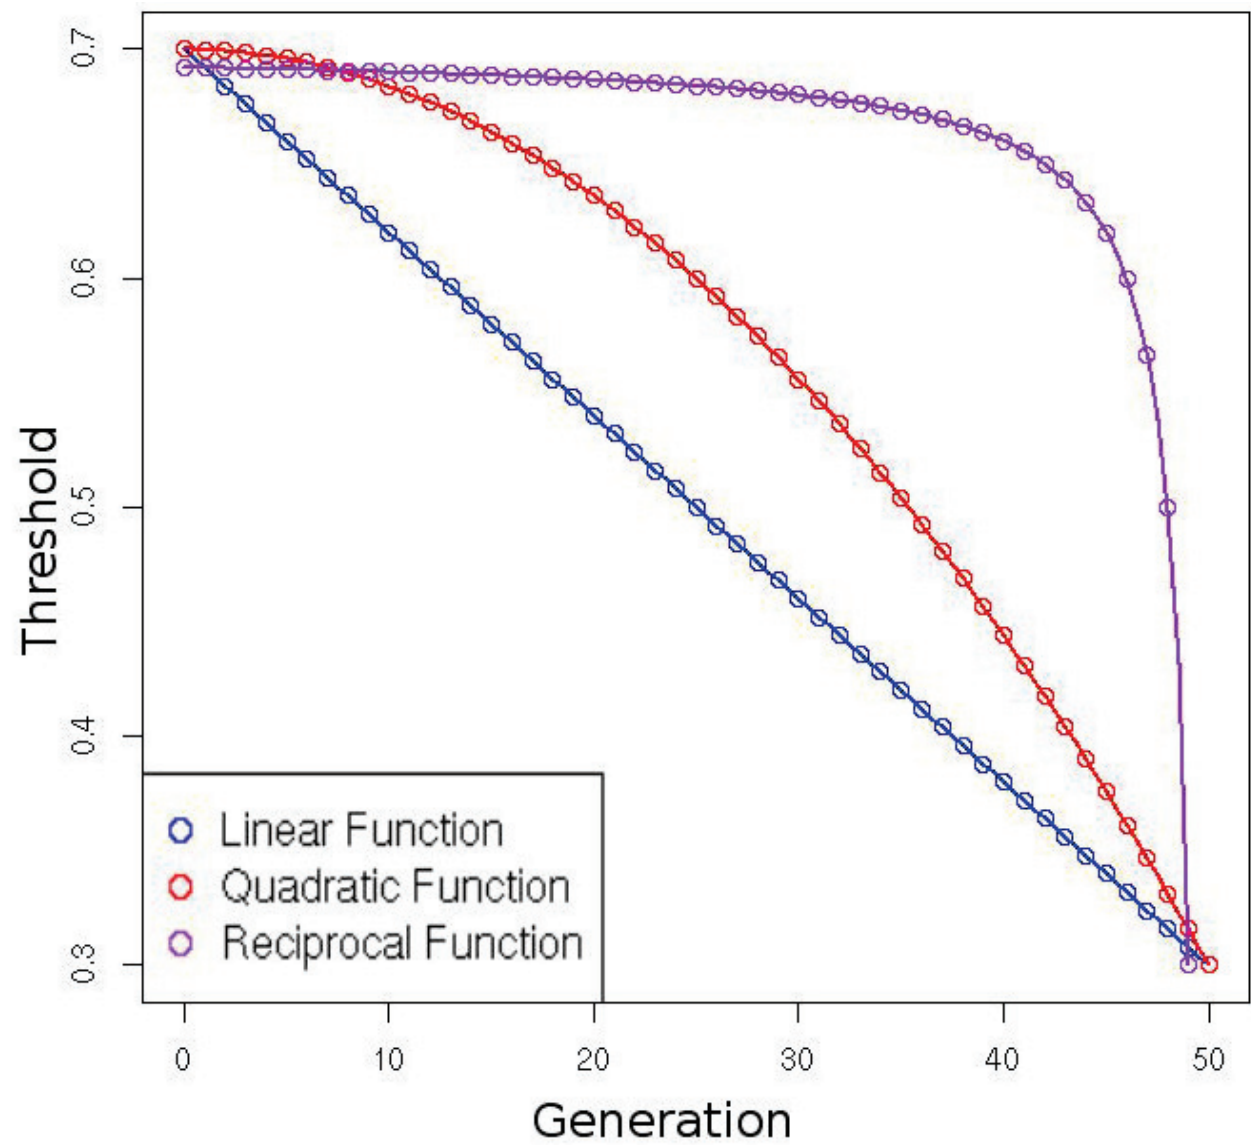 0.7
0.6
0.5
0.4
0.3
Threshold
Linear Function
Quadratic Function
Reciprocal Function
0 10 20 30 40 50
Generation